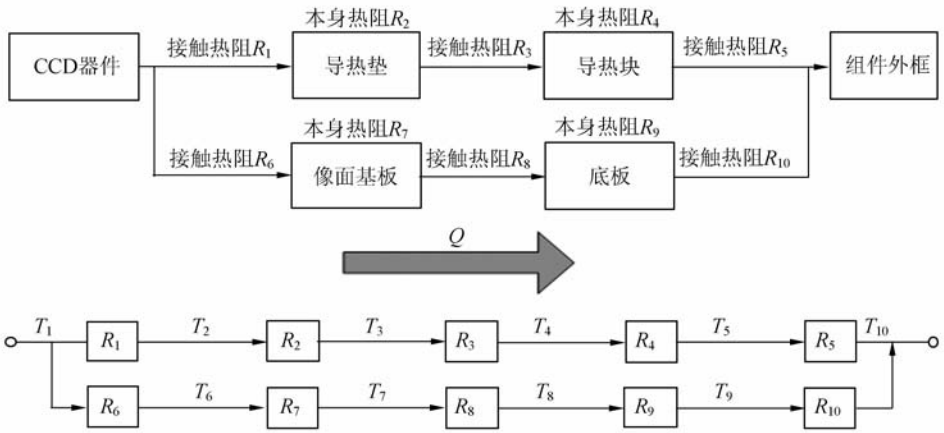 本身热阻R2 本身热阻R4
CCD器件 接触热阻R1 导热垫 接触热阻R3 导热块 接触热阻R5 组件外框
本身热阻R7 本身热阻R9
接触热阻R6 像面基板 接触热阻R8 底板 接触热阻R10
Q
T1 R1 T2 R2 T3 R3 T4 R4 T5 R5 T10
R6 T6 R7 T7 R8 T8 R9 T9 R10